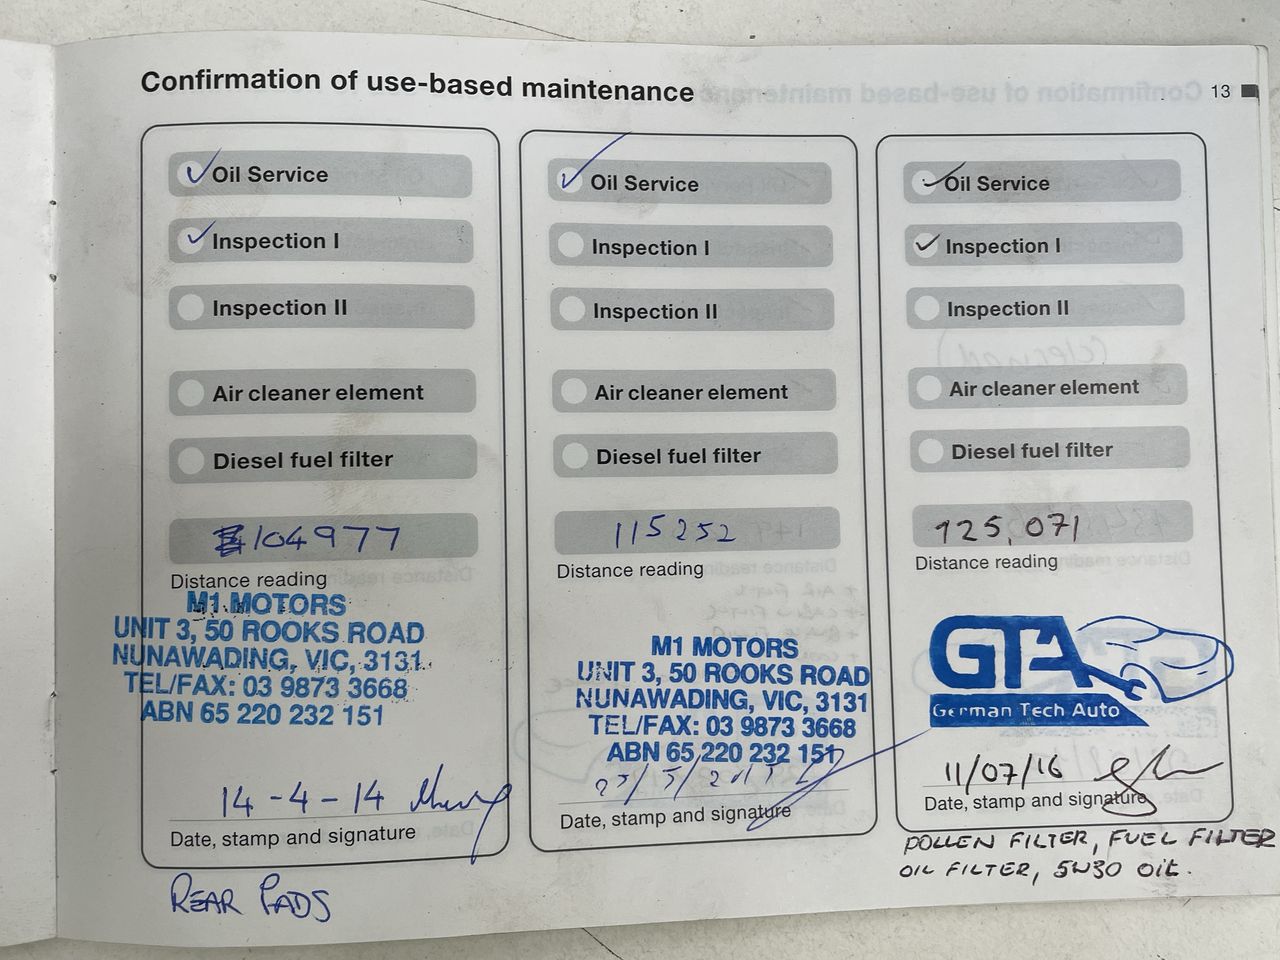 Confirmation of use-based maintenance
13
Oil Service
Inspection I
Inspection II
Air cleaner element
Diesel fuel filter
104977
Distance reading
M1 MOTORS
UNIT 3, 50 ROOKS ROAD
NUNAWADING, VIC, 3131
TEL/FAX: 03 9873 3668
ABN 65 220 232 151
14-4-14
Date, stamp and signature
REAR PADS
Oil Service
Inspection I
Inspection II
Air cleaner element
Diesel fuel filter
115252
Distance reading
M1 MOTORS
UNIT 3, 50 ROOKS ROAD
NUNAWADING, VIC, 3131
TEL/FAX: 03 9873 3668
ABN 65 220 232 151
Date, stamp and signature
Oil Service
Inspection I
Inspection II
Air cleaner element
Diesel fuel filter
125,071
Distance reading
GTA
German Tech Auto
11/07/16
Date, stamp and signature
POLLEN FILTER, FUEL FILTER
OIL FILTER, 5W30 OIL.